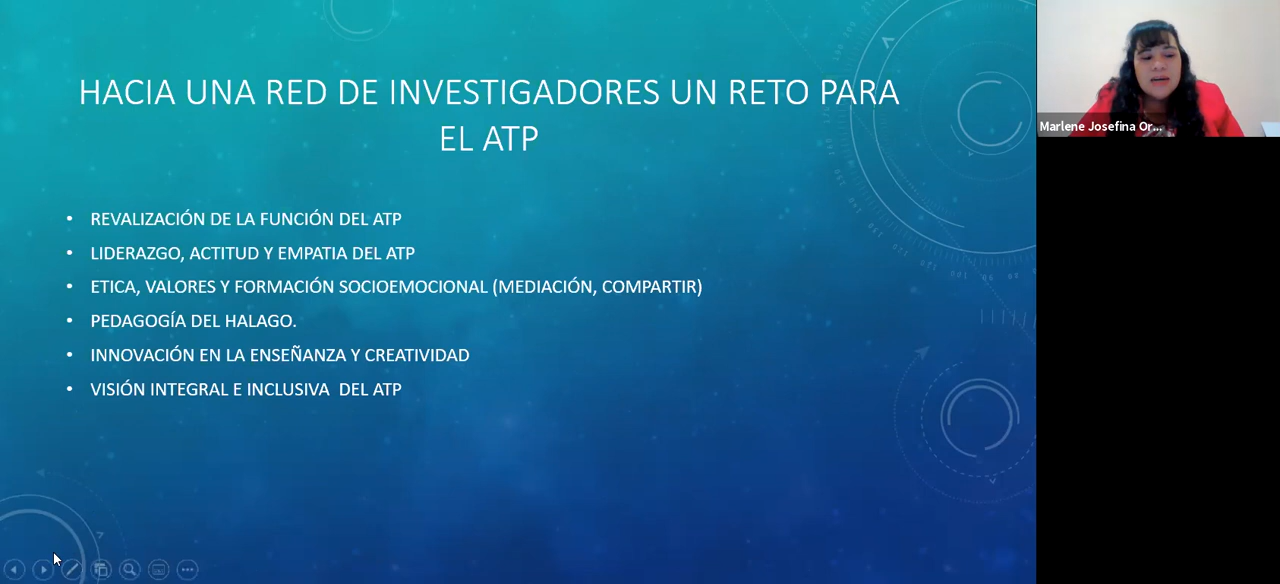 HACIA UNA RED DE INVESTIGADORES UN RETO PARA
EL ATP
• REVALIZACIÓN DE LA FUNCIÓN DEL ATP
• LIDERAZGO, ACTITUD Y EMPATIA DEL ATP
• ETICA, VALORES Y FORMACIÓN SOCIOEMOCIONAL (MEDIACIÓN, COMPARTIR)
• PEDAGOGÍA DEL HALAGO.
• INNOVACIÓN EN LA ENSEÑANZA Y CREATIVIDAD
• VISIÓN INTEGRAL E INCLUSIVA  DEL ATP
Marlene Josefina Or...